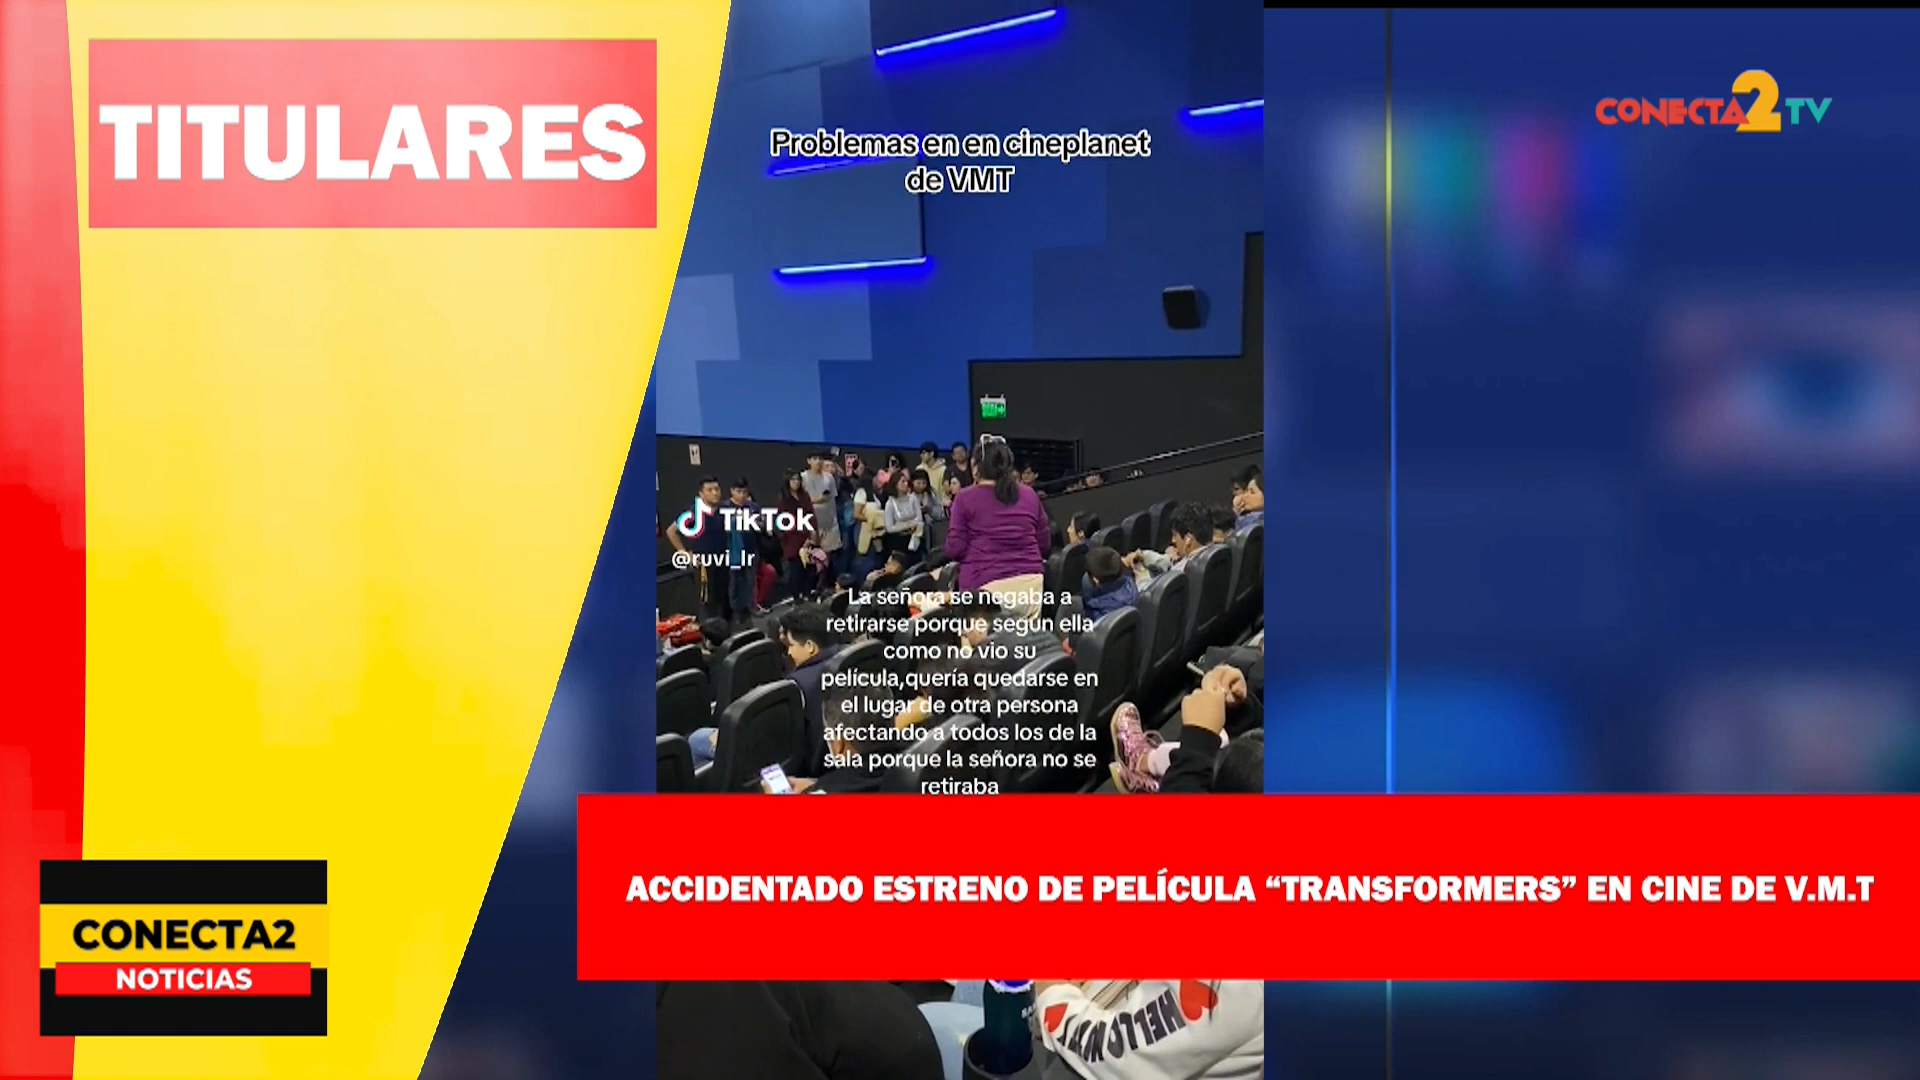 TITULARES
CONECTA2TV
Problemas en en cineplanet
de VMT
TikTok
@ruvi_lr
La señora se negaba a
retirarse porque según ella
como no vio su
película,quería quedarse en
el lugar de otra persona
afectando a todos los de la
sala porque la señora no se
retiraba
ACCIDENTADO ESTRENO DE PELÍCULA “TRANSFORMERS” EN CINE DE V.M.T
CONECTA2
NOTICIAS